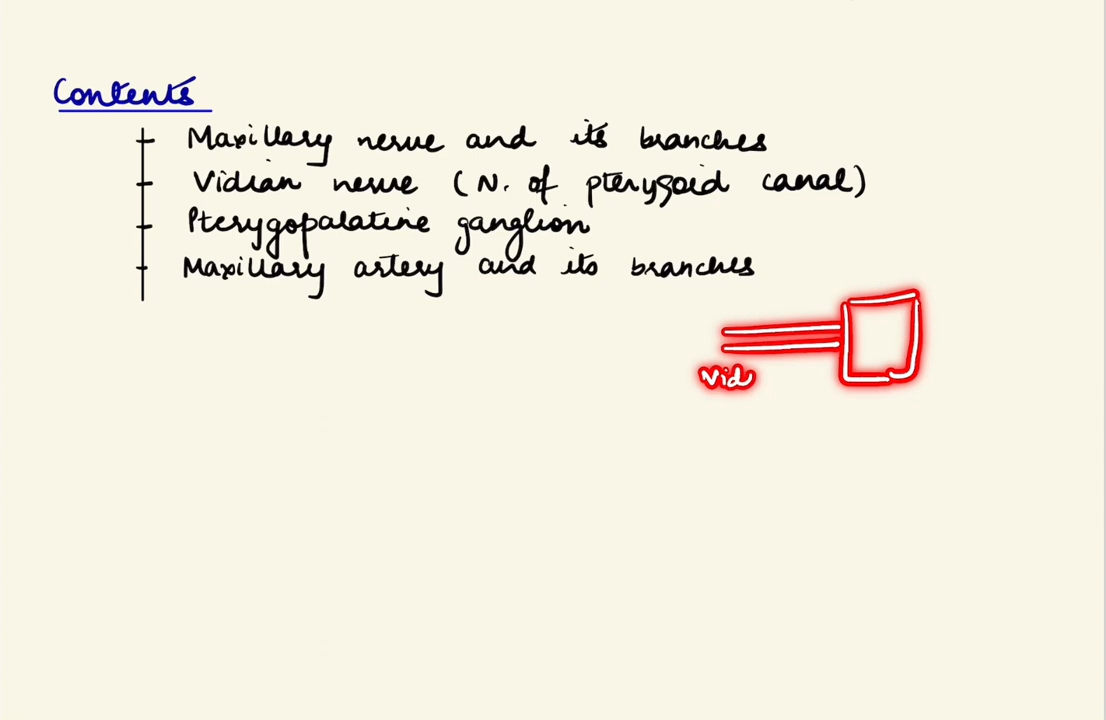 Contents
Maxillary nerve and its branches
Vidian nerve (N. of pterygoid canal)
Pterygopalatine ganglion
Maxillary artery and its branches
Vid